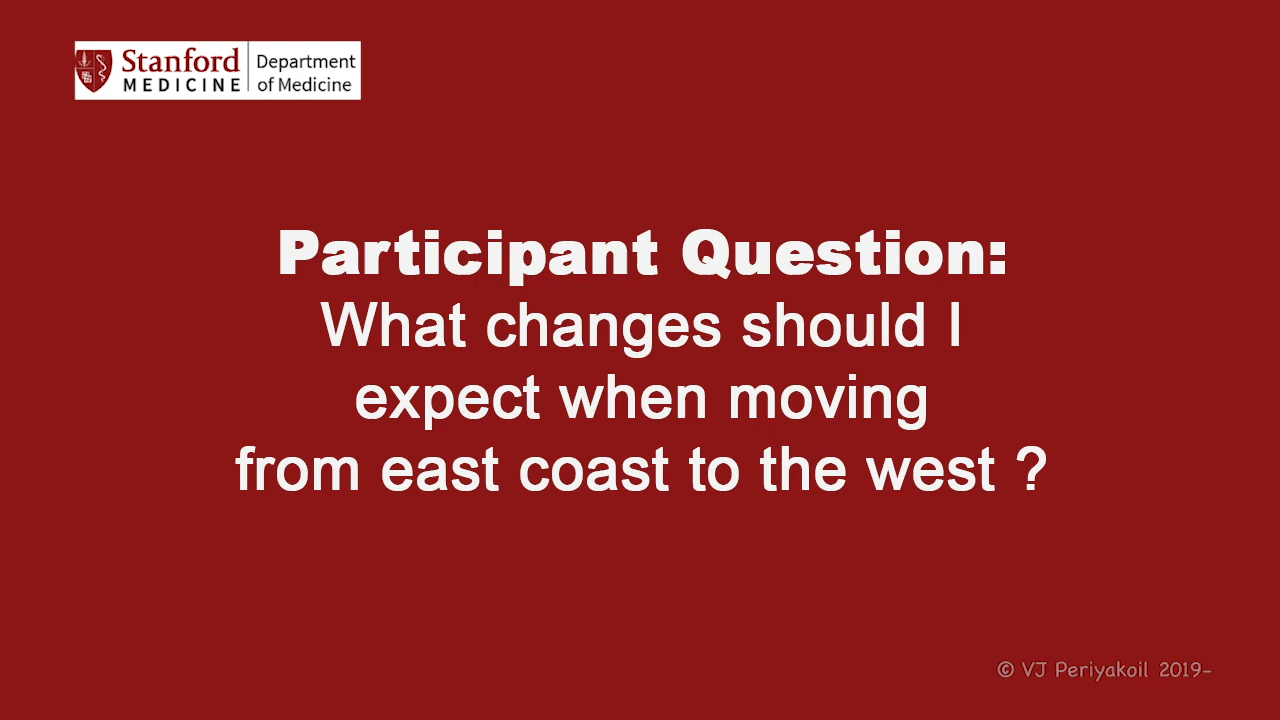 Stanford
MEDICINE
Department
of Medicine
Participant Question:
What changes should I
expect when moving
from east coast to the west ?
© VJ Periyakoil 2019-